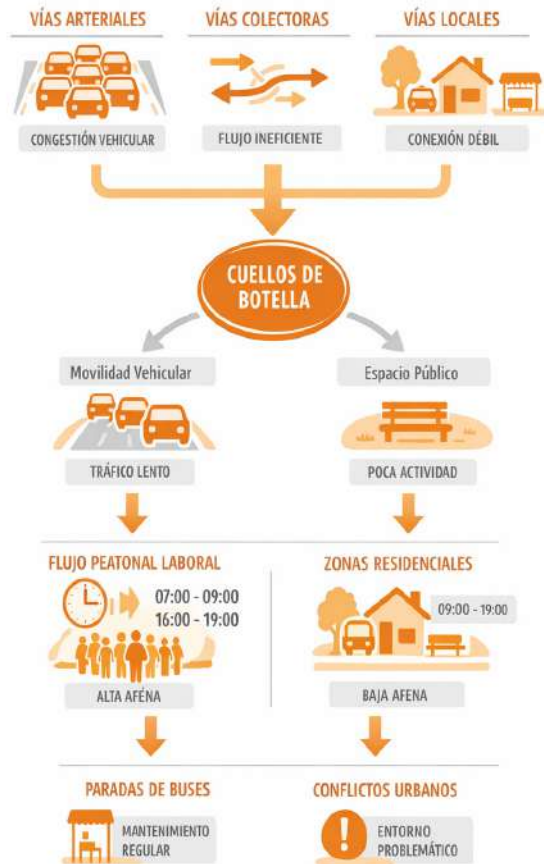 VÍAS ARTERIALES
VÍAS COLECTORAS
VÍAS LOCALES
CONGESTIÓN VEHICULAR
FLUJO INEFICIENTE
CONEXIÓN DÉBIL
CUELLOS DE
BOTELLA
Movilidad Vehicular
Espacio Público
TRÁFICO LENTO
POCA ACTIVIDAD
FLUJO PEATONAL LABORAL
07:00 - 09:00
16:00 - 19:00
ALTA AFÉNA
ZONAS RESIDENCIALES
09:00 - 19:00
BAJA AFENA
PARADAS DE BUSES
MANTENIMIENTO
REGULAR
CONFLICTOS URBANOS
ENTORNO
PROBLEMÁTICO